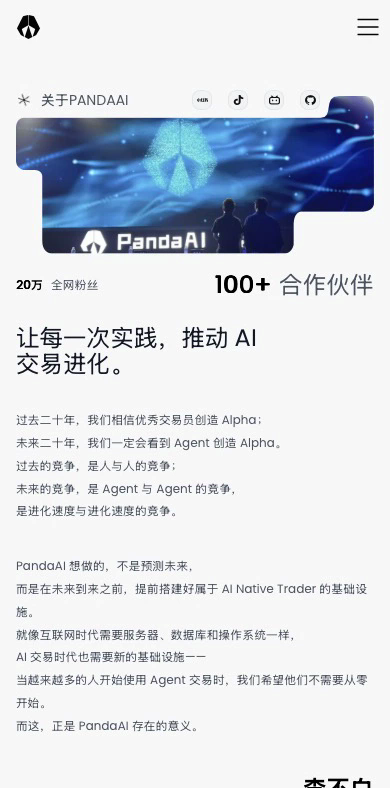 关于PANDAAI
小红书
PandaAI
20万 全网粉丝
100+ 合作伙伴
让每一次实践，推动 AI
交易进化。
过去二十年，我们相信优秀交易员创造 Alpha；
未来二十年，我们一定会看到 Agent 创造 Alpha。
过去的竞争，是人与人的竞争；
未来的竞争，是 Agent 与 Agent 的竞争，
是进化速度与进化速度的竞争。
PandaAI 想做的，不是预测未来，
而是在未来到来之前，提前搭建好属于 AI Native Trader 的基础设
施。
就像互联网时代需要服务器、数据库和操作系统一样，
AI 交易时代也需要新的基础设施——
当越来越多的人开始使用 Agent 交易时，我们希望他们不需要从零
开始。
而这，正是 PandaAI 存在的意义。
李不白